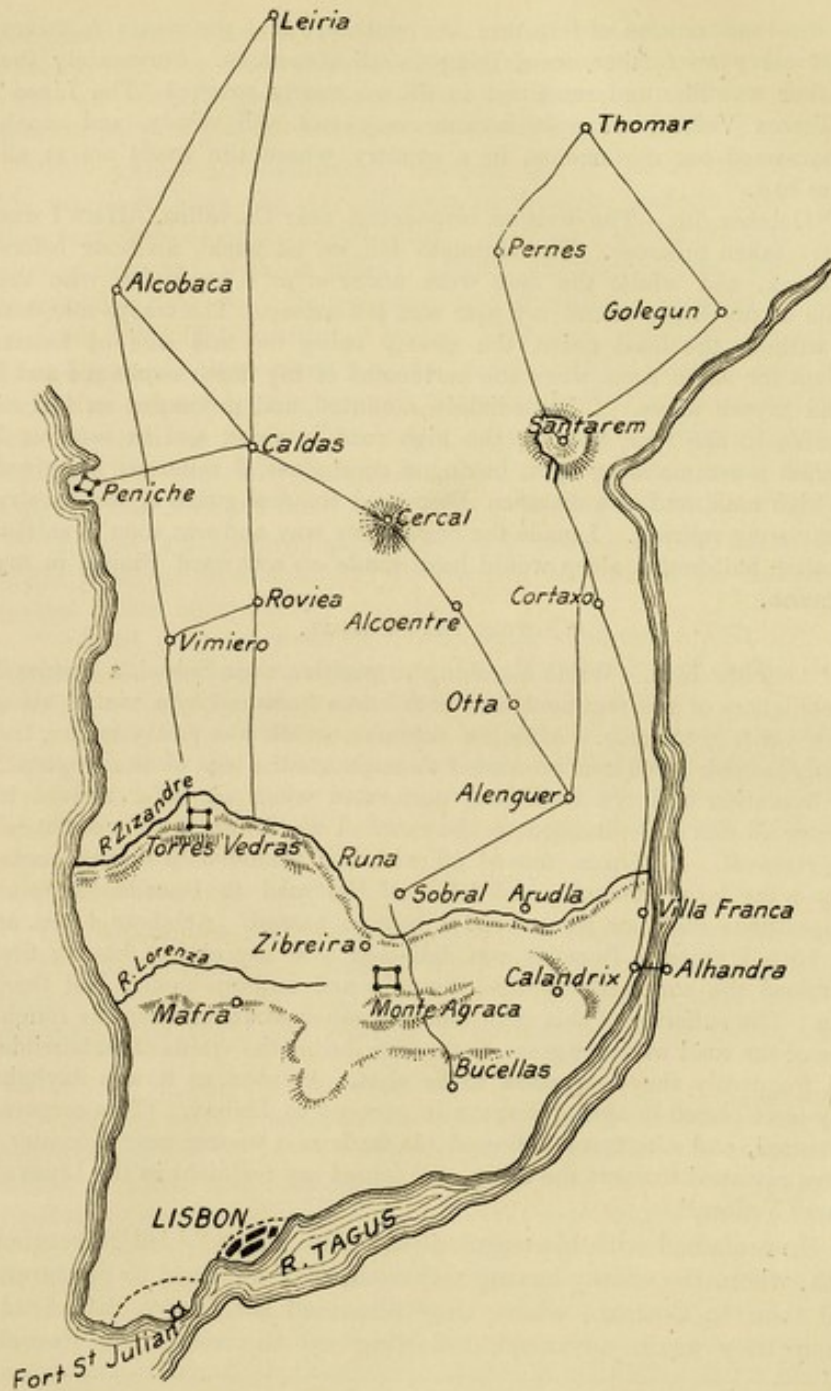 Leiria
Thomar
Pernes
Alcobaca
Golegun
Santarem
Caldas
Peniche
Cercal
Roviea
Alcoentre
Cortaxo
Vimiero
Otta
Alenguer
R Zizandre
Torres Vedras
Runa
Sobral
Arudla
Villa Franca
Zibreira
R. Lorenza
Calandrix
Alhandra
Mafra
Monte Agraca
Bucellas
LISBON
R. TAGUS
Fort St Julian